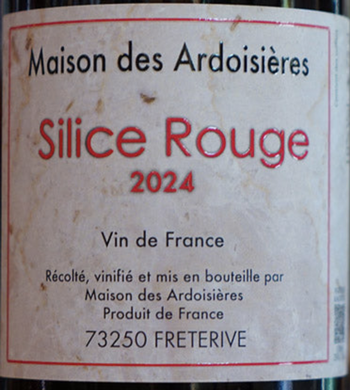 Maison des Ardoisières
Silice Rouge
2024
Vin de France
Récolté, vinifié et mis en bouteille par
Maison des Ardoisières
Produit de France
73250 FRETERIVE